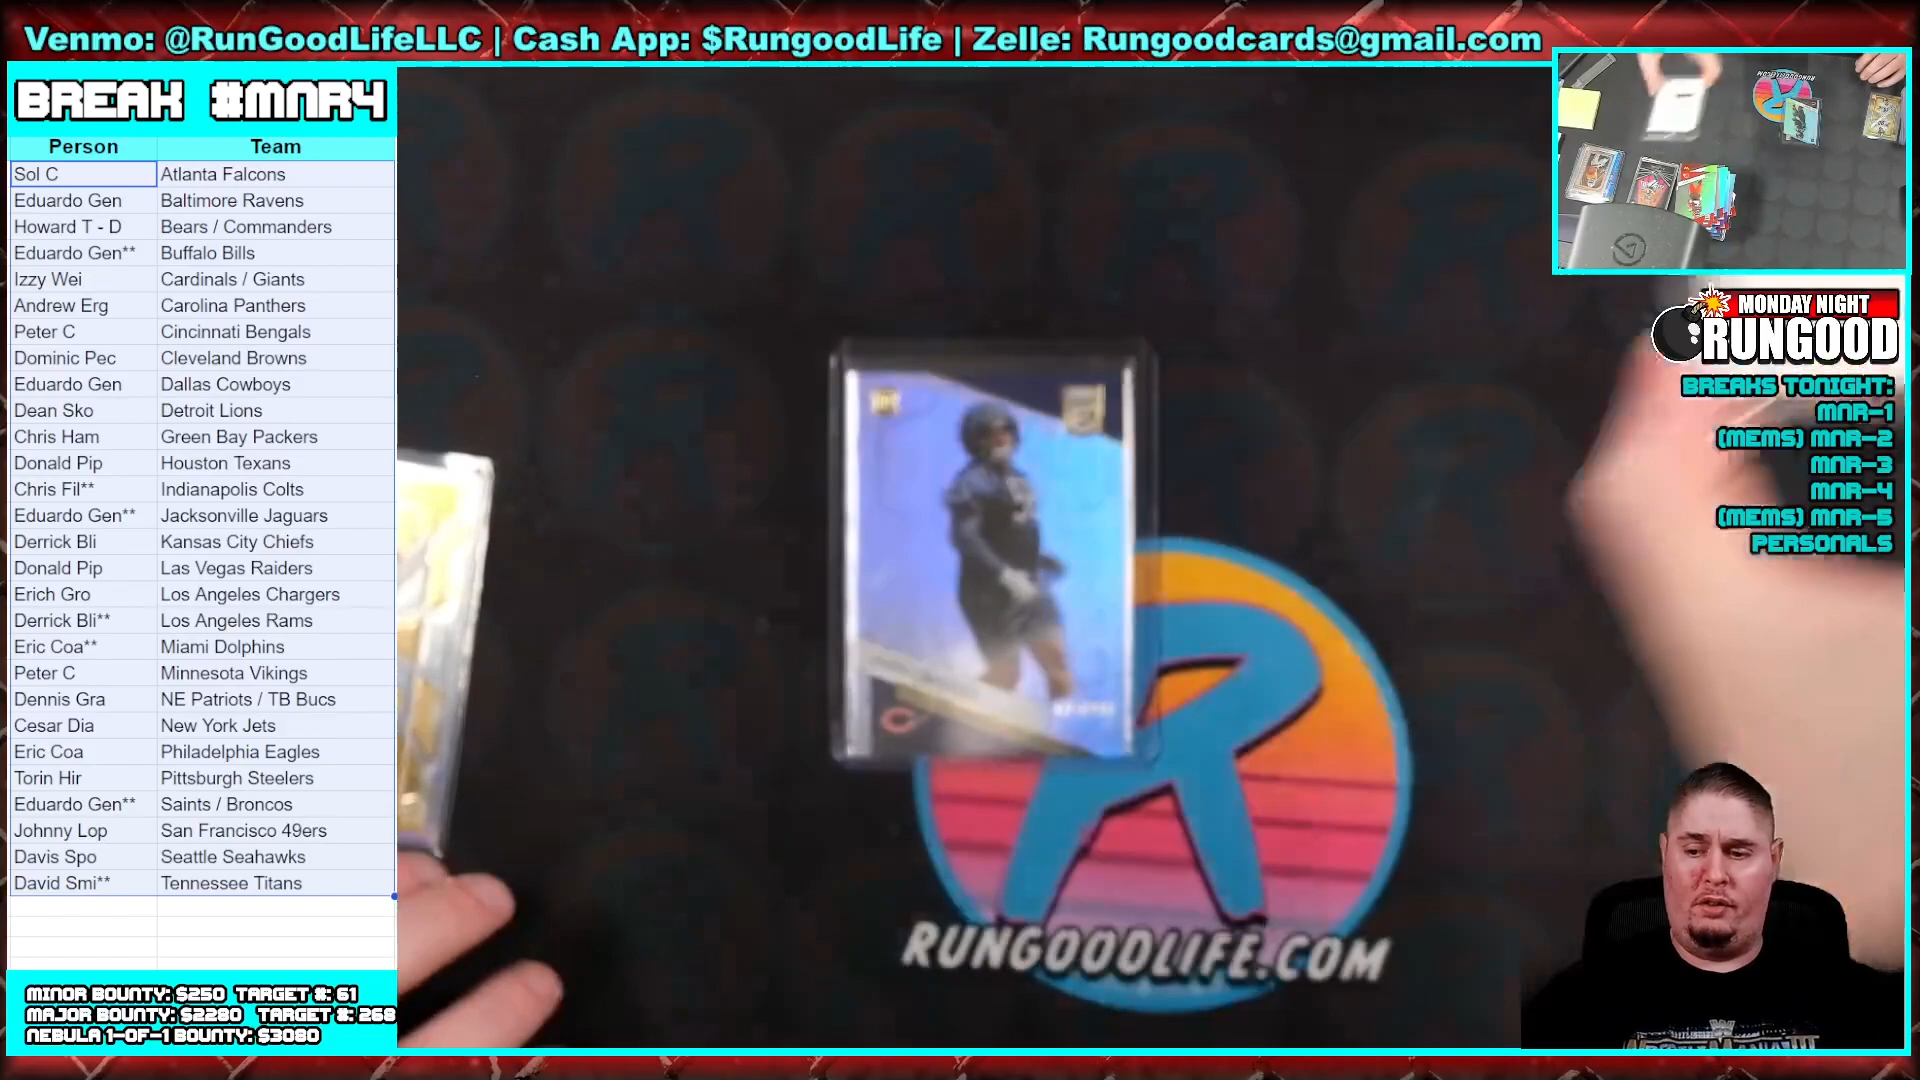 Venmo: @RunGoodLifeLLC | Cash App: $RungoodLife | Zelle: Rungoodcards@gmail.com
BREAK #MNR4
Person Team
Sol C Atlanta Falcons
Eduardo Gen Baltimore Ravens
Howard T - D Bears / Commanders
Eduardo Gen** Buffalo Bills
Izzy Wei Cardinals / Giants
Andrew Erg Carolina Panthers
Peter C Cincinnati Bengals
Dominic Pec Cleveland Browns
Eduardo Gen Dallas Cowboys
Dean Sko Detroit Lions
Chris Ham Green Bay Packers
Donald Pip Houston Texans
Chris Fil** Indianapolis Colts
Eduardo Gen** Jacksonville Jaguars
Derrick Bli Kansas City Chiefs
Donald Pip Las Vegas Raiders
Erich Gro Los Angeles Chargers
Derrick Bli** Los Angeles Rams
Eric Coa** Miami Dolphins
Peter C Minnesota Vikings
Dennis Gra NE Patriots / TB Bucs
Cesar Dia New York Jets
Eric Coa Philadelphia Eagles
Torin Hir Pittsburgh Steelers
Eduardo Gen** Saints / Broncos
Johnny Lop San Francisco 49ers
Davis Spo Seattle Seahawks
David Smi** Tennessee Titans
MINOR BOUNTY: $250 TARGET #: 61
MAJOR BOUNTY: $2280 TARGET #: 268
NEBULA 1-OF-1 BOUNTY: $3080
R
RUNGOODLIFE.COM
MONDAY NIGHT
RUNGOOD
BREAKS TONIGHT:
MNR-1
(MEMS) MNR-2
MNR-3
MNR-4
(MEMS) MNR-5
PERSONALS